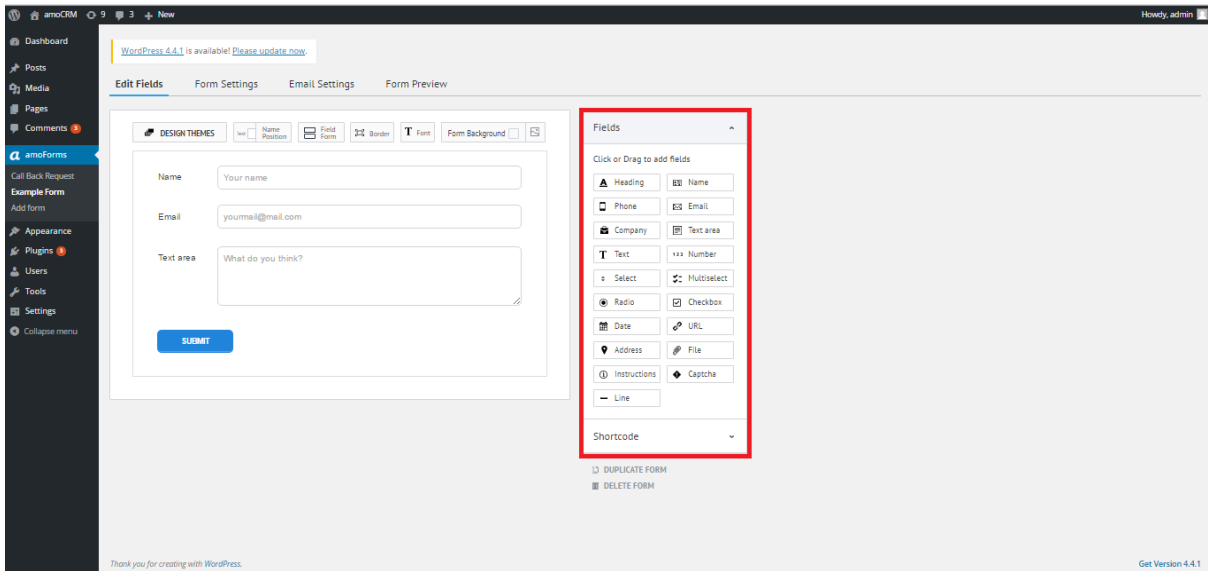 amoCRM 9 3 + New Howdy, admin
Dashboard
Posts
Media
Pages
Comments 3
amoForms
Call Back Request
Example Form
Add form
Appearance
Plugins 3
Users
Tools
Settings
Collapse menu
WordPress 4.4.1 is available! Please update now.
Edit Fields Form Settings Email Settings Form Preview
DESIGN THEMES text Name Position Field Form Border T Font Form Background
Name Your name
Email yourmail@mail.com
Text area What do you think?
SUBMIT
Fields
Click or Drag to add fields
A Heading Name
Phone Email
Company Text area
T Text 123 Number
Select Multiselect
Radio Checkbox
Date URL
Address File
Instructions Captcha
Line
Shortcode
DUPLICATE FORM
DELETE FORM
Thank you for creating with WordPress. Get Version 4.4.1